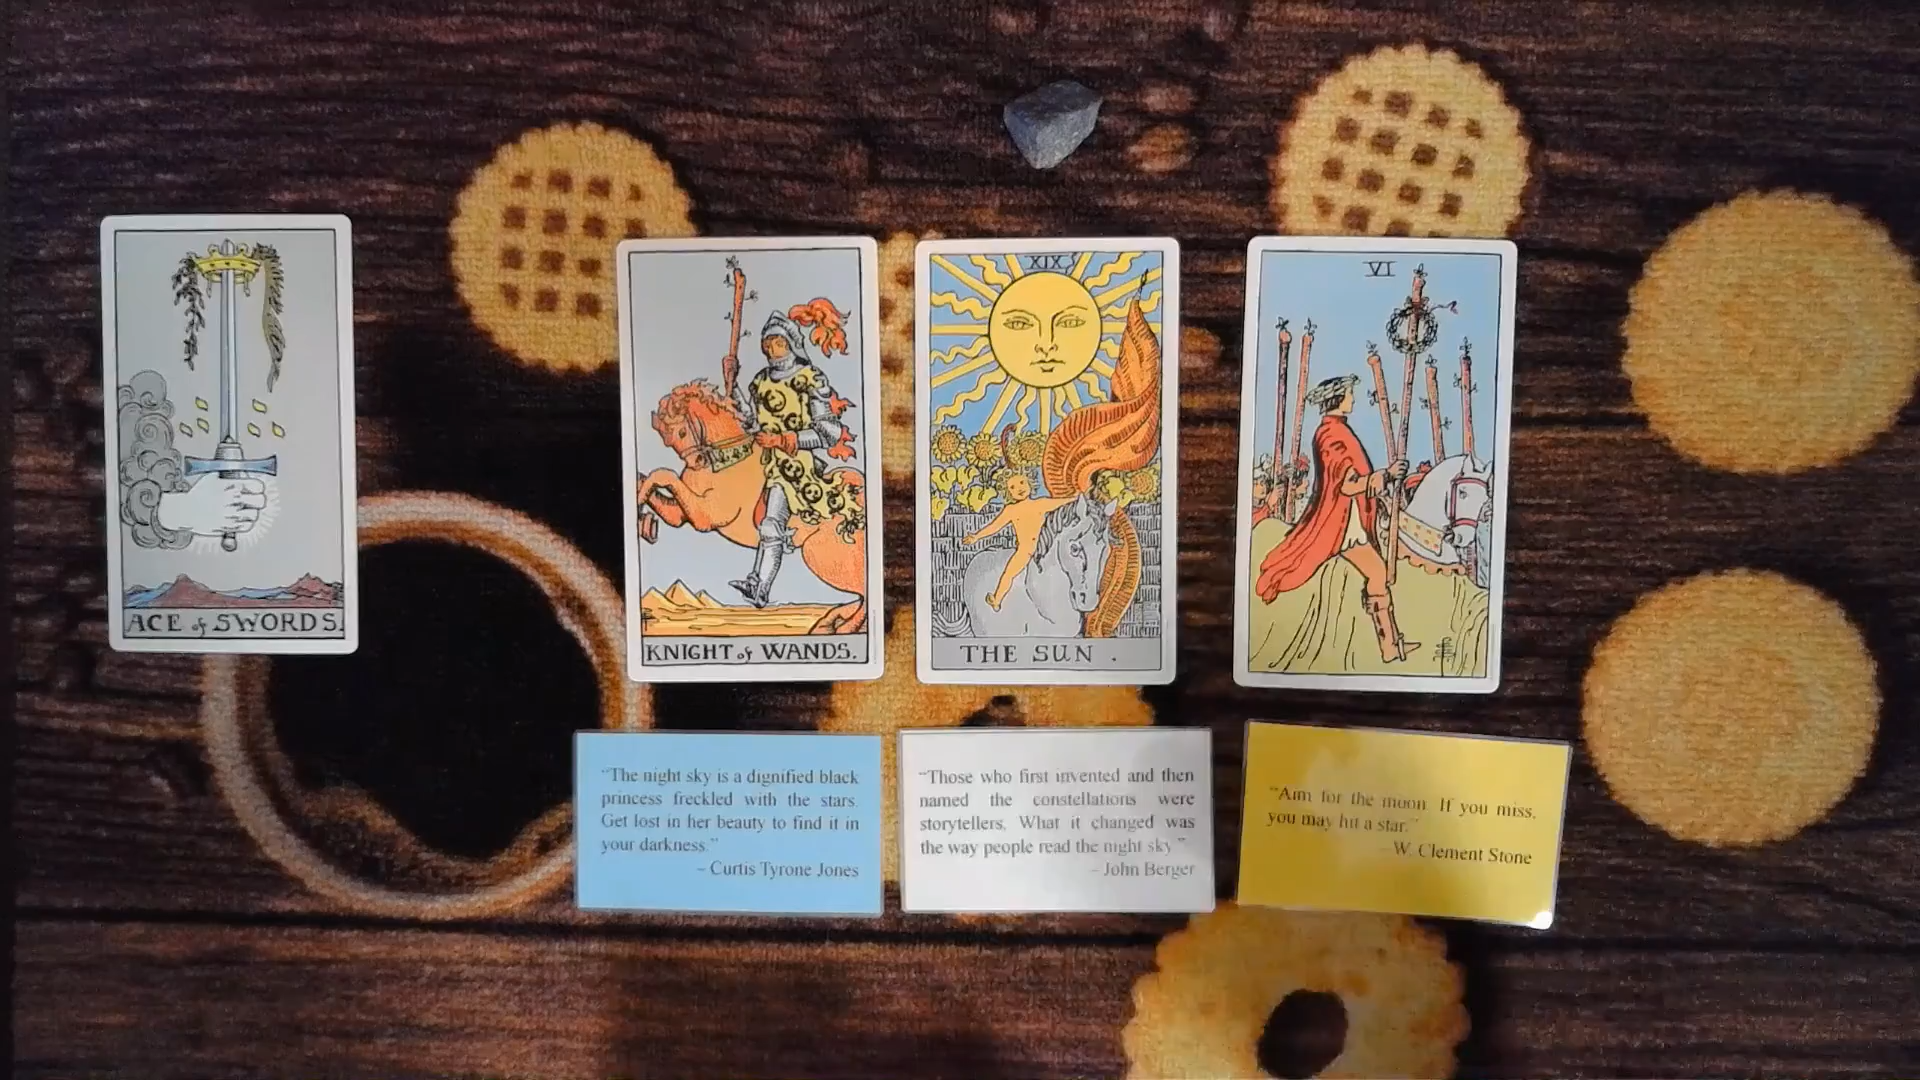 ACE of SWORDS.
KNIGHT of WANDS.
XIX
THE SUN .
VI
"The night sky is a dignified black
princess freckled with the stars.
Get lost in her beauty to find it in
your darkness."
– Curtis Tyrone Jones
"Those who first invented and then
named the constellations were
storytellers. What it changed was
the way people read the night sky."
– John Berger
"Aim for the moon. If you miss,
you may hit a star."
– W. Clement Stone